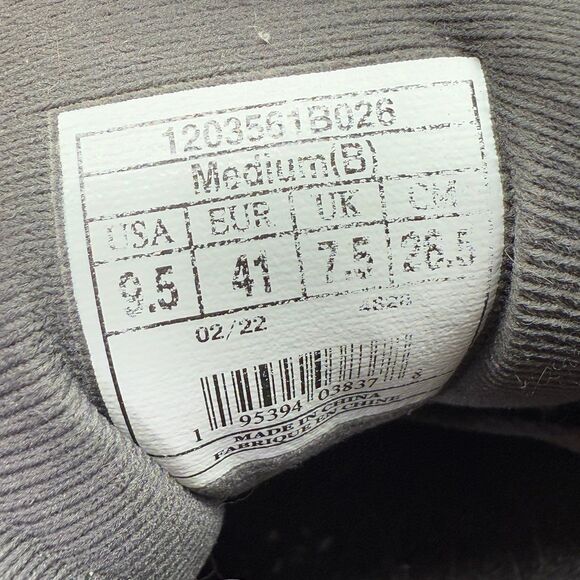 1203561B026
Medium(B)
USA EUR UK CM
9.5 41 7.5 26.5
02/22 4828
1 95394 03837 8
MADE IN CHINA
FABRIQUE EN CHINE